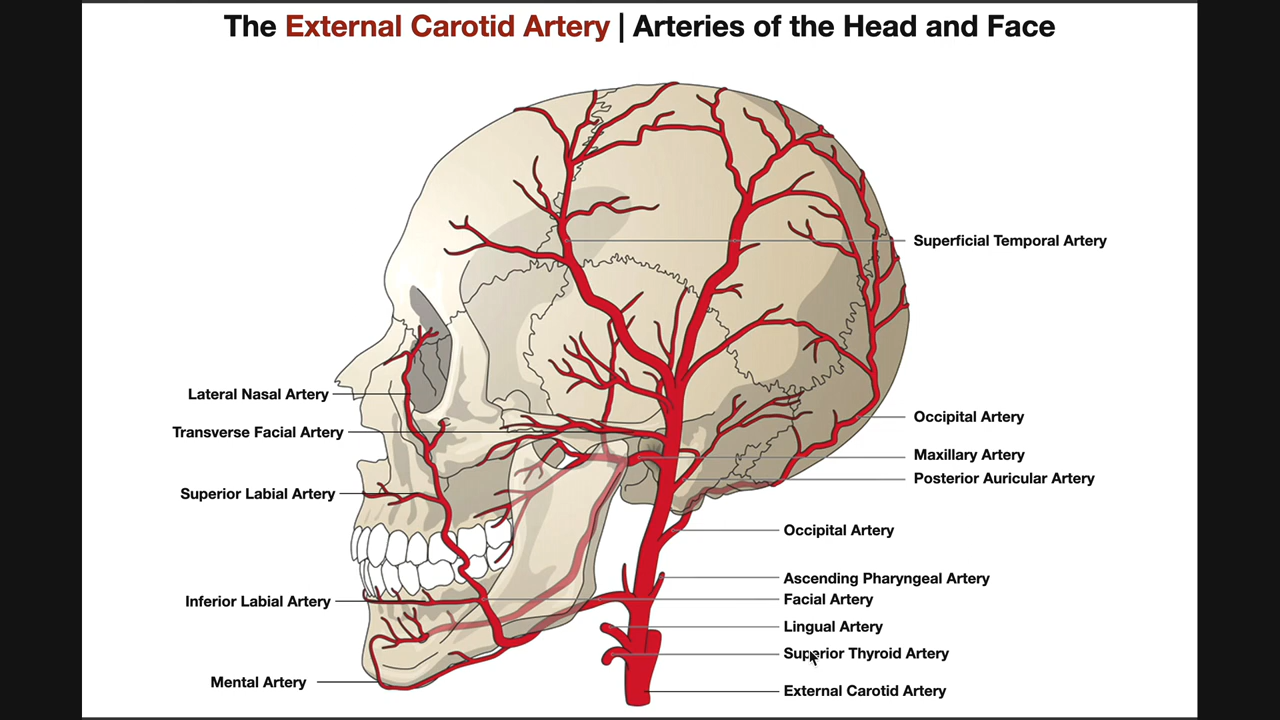 The External Carotid Artery | Arteries of the Head and Face
Superficial Temporal Artery
Lateral Nasal Artery
Occipital Artery
Transverse Facial Artery
Maxillary Artery
Posterior Auricular Artery
Superior Labial Artery
Occipital Artery
Ascending Pharyngeal Artery
Inferior Labial Artery
Facial Artery
Lingual Artery
Superior Thyroid Artery
Mental Artery
External Carotid Artery